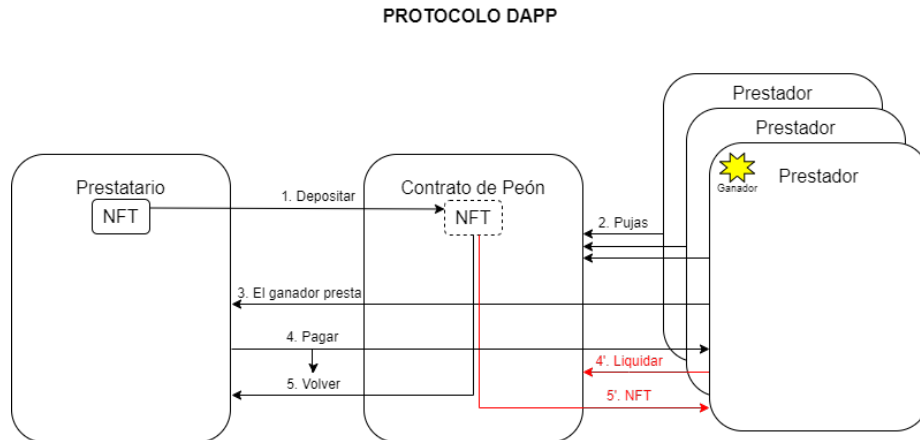 PROTOCOLO DAPP
Prestador
Prestador
Prestador
Ganador
Prestatario
NFT
Contrato de Peón
NFT
1. Depositar
2. Pujas
3. El ganador presta
4. Pagar
4'. Liquidar
5. Volver
5'. NFT